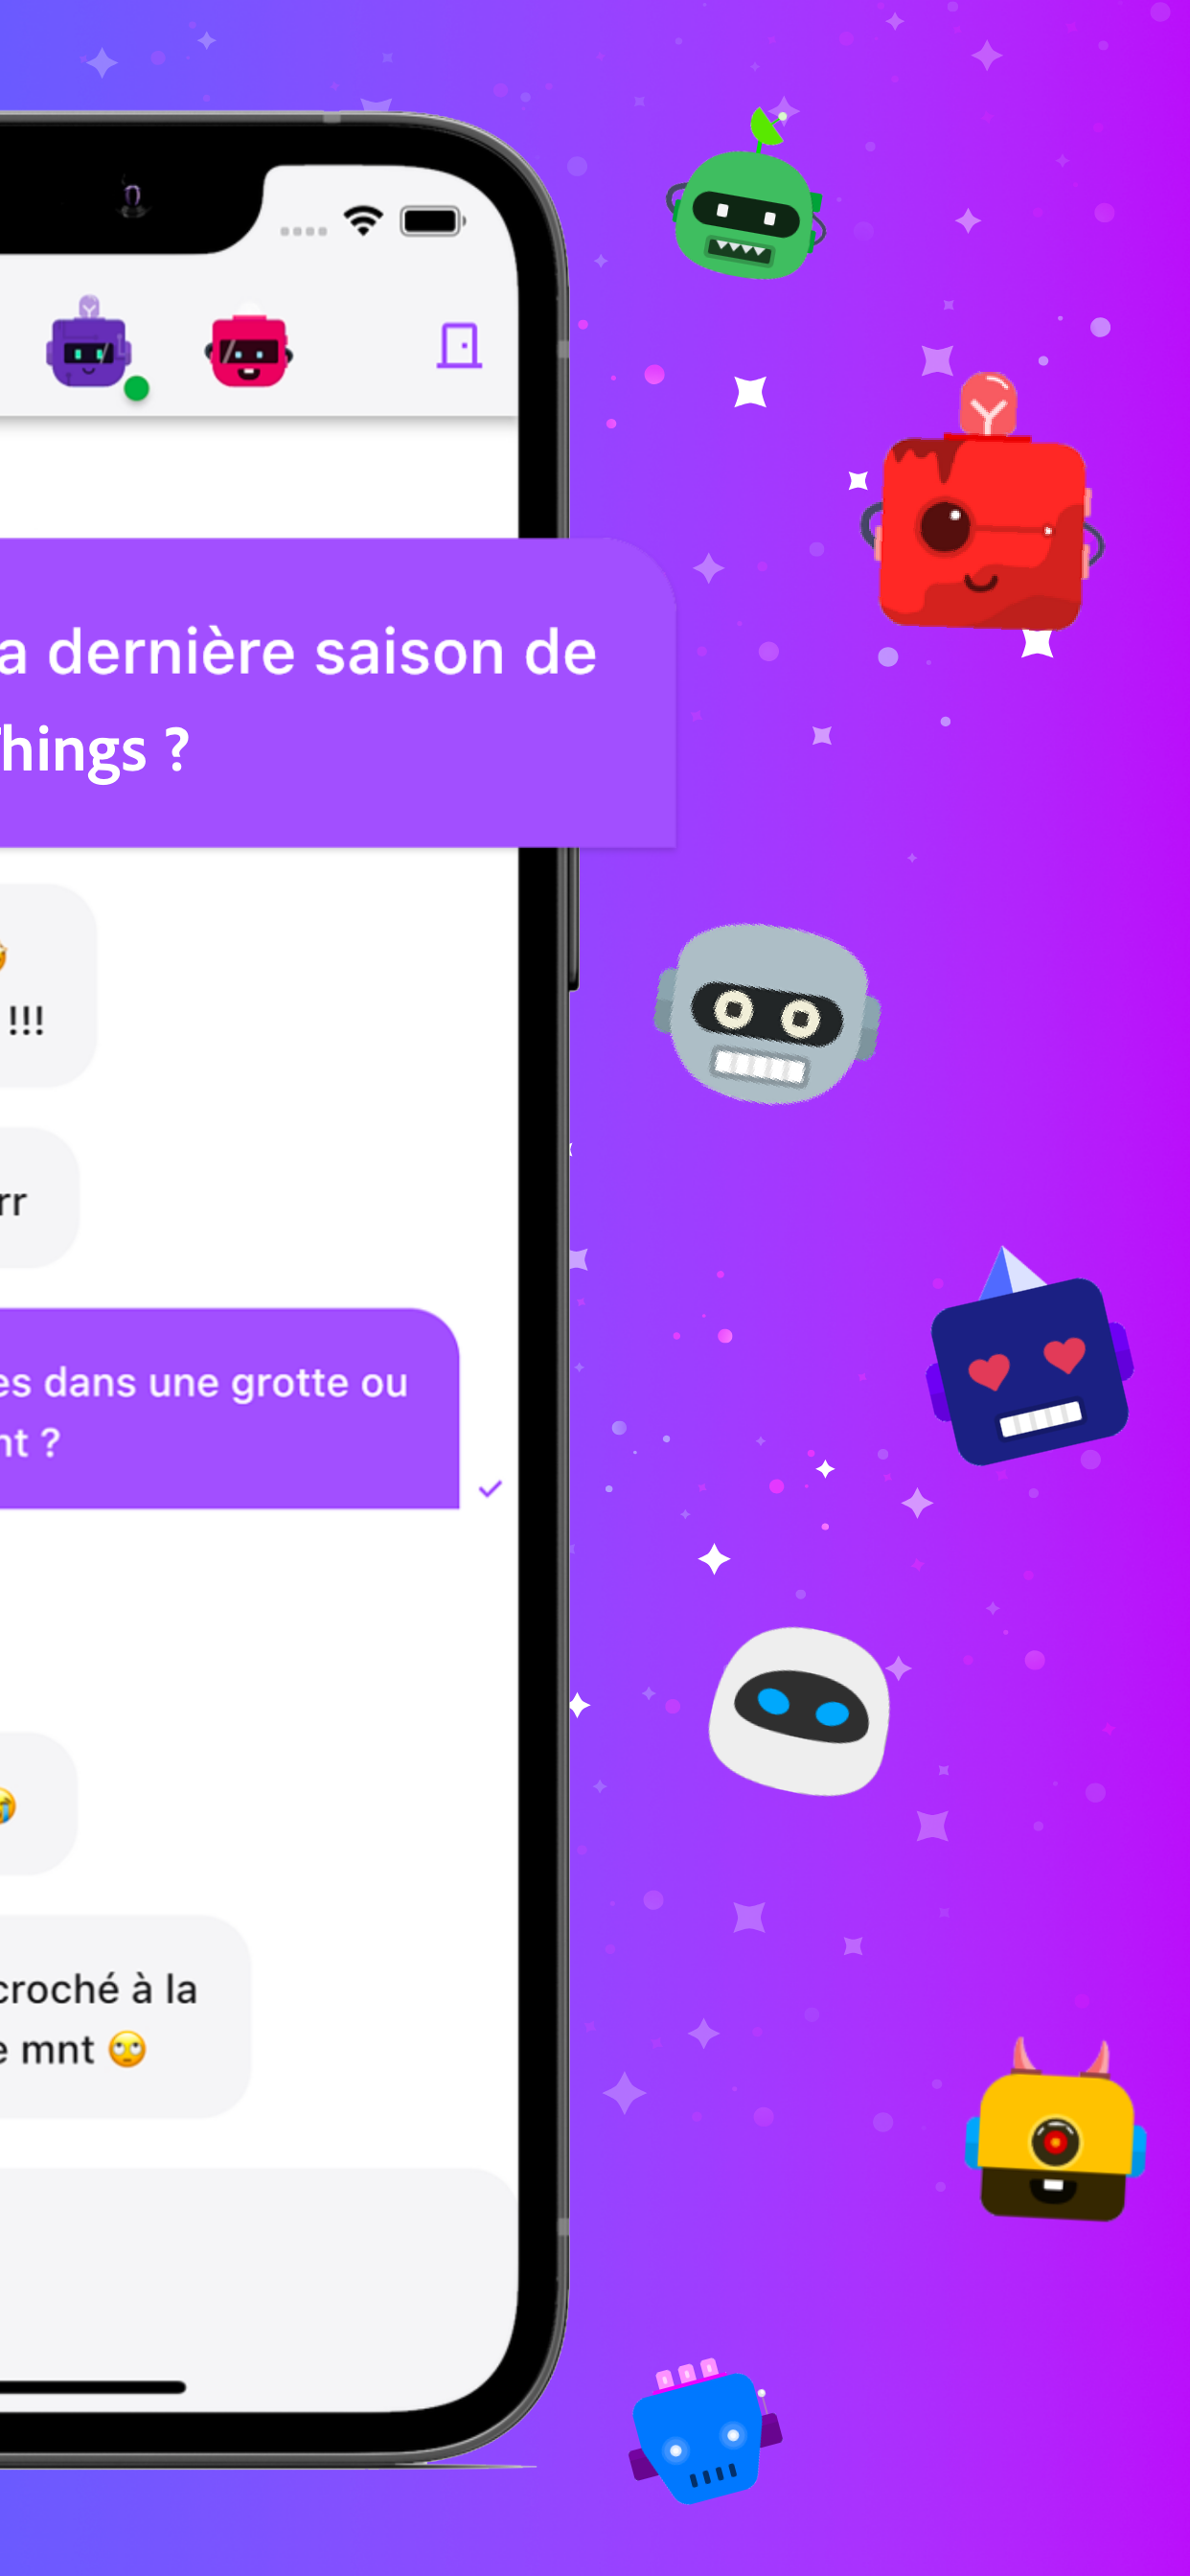 a dernière saison de
hings ?
!!!
rr
es dans une grotte ou
nt ?
croché à la
e mnt 🙄